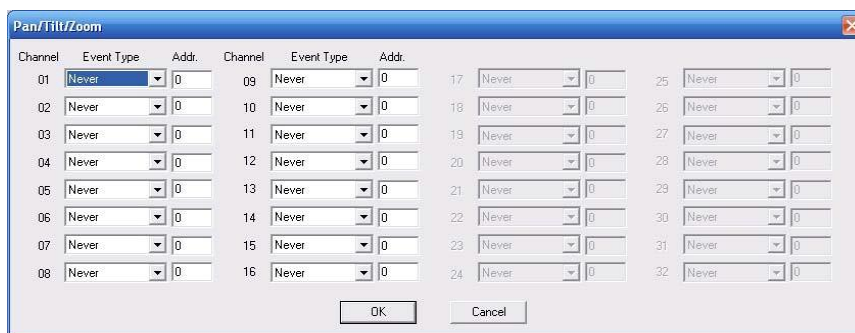 Pan/Tilt/Zoom
Channel Event Type Addr. Channel Event Type Addr.
01 Never 0 09 Never 0 17 Never 0 25 Never 0
02 Never 0 10 Never 0 18 Never 0 26 Never 0
03 Never 0 11 Never 0 19 Never 0 27 Never 0
04 Never 0 12 Never 0 20 Never 0 28 Never 0
05 Never 0 13 Never 0 21 Never 0 29 Never 0
06 Never 0 14 Never 0 22 Never 0 30 Never 0
07 Never 0 15 Never 0 23 Never 0 31 Never 0
08 Never 0 16 Never 0 24 Never 0 32 Never 0
OK Cancel